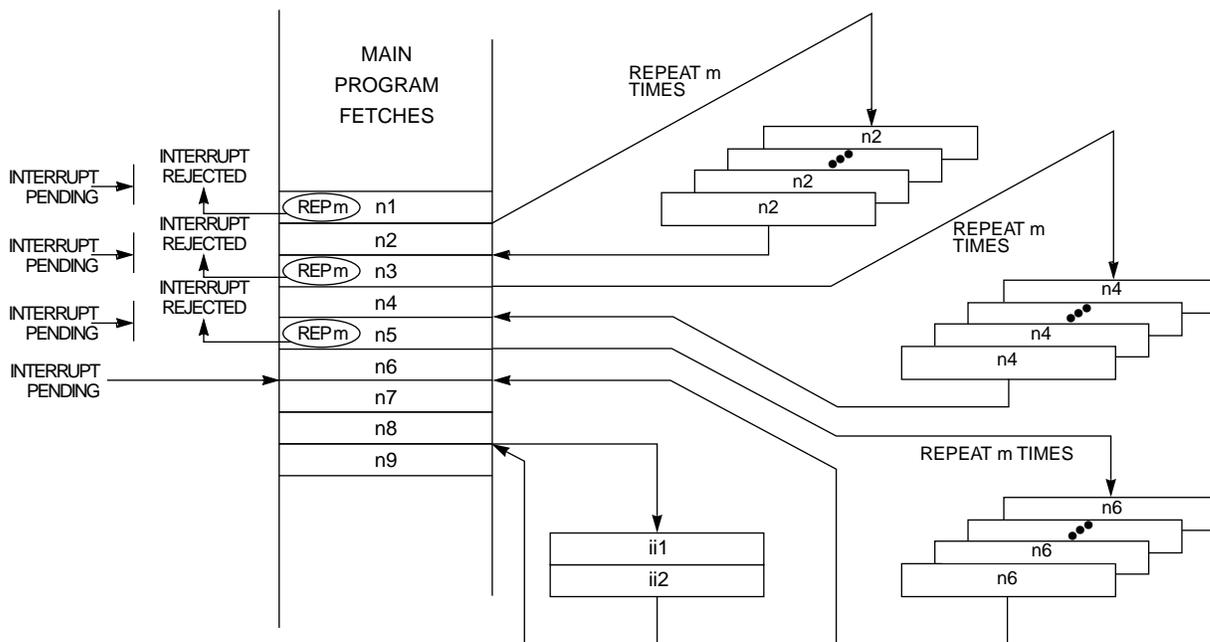 MAIN
PROGRAM
FETCHES
REPEAT m
TIMES
n2
n2
n2
INTERRUPT
REJECTED
INTERRUPT
PENDING
REP m
n1
n2
INTERRUPT
REJECTED
INTERRUPT
PENDING
REP m
n3
REPEAT m
TIMES
n4
n4
n4
n4
INTERRUPT
REJECTED
INTERRUPT
PENDING
REP m
n5
INTERRUPT
PENDING
n6
n7
n8
n9
REPEAT m TIMES
n6
n6
n6
ii1
ii2